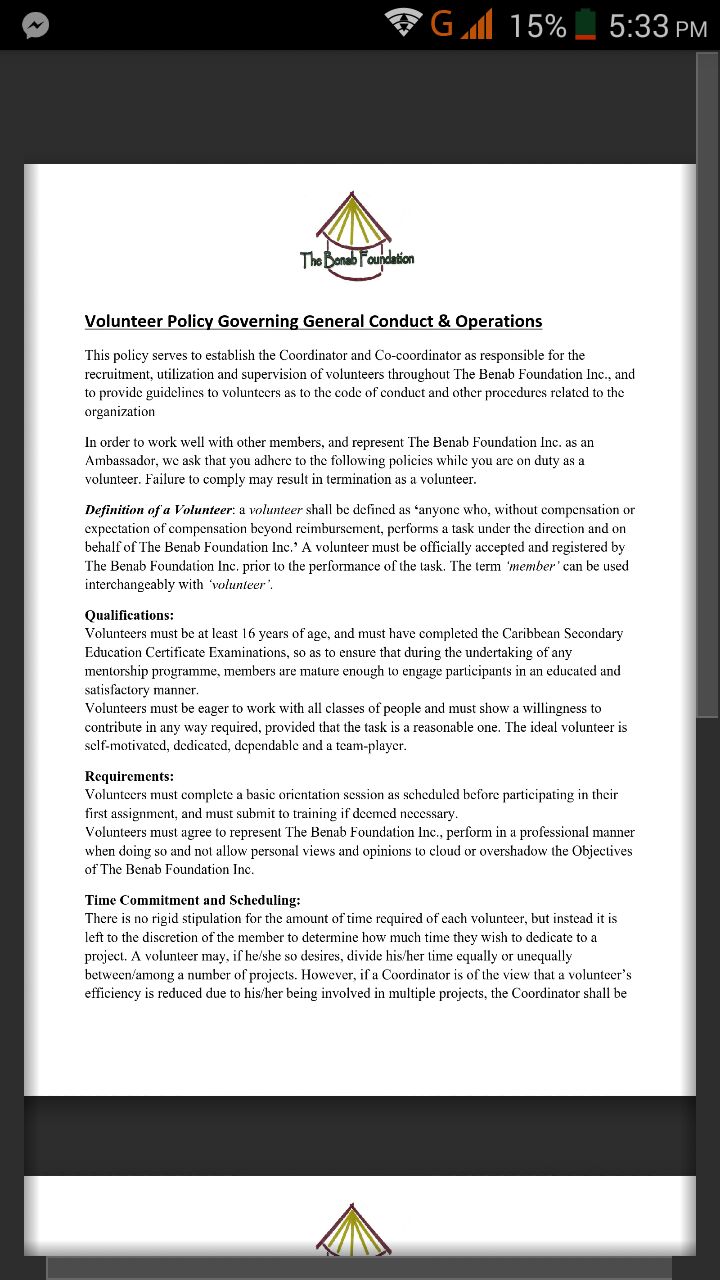 G 15% 5:33 PM
The Benab Foundation
Volunteer Policy Governing General Conduct & Operations
This policy serves to establish the Coordinator and Co-coordinator as responsible for the
recruitment, utilization and supervision of volunteers throughout The Benab Foundation Inc., and
to provide guidelines to volunteers as to the code of conduct and other procedures related to the
organization
In order to work well with other members, and represent The Benab Foundation Inc. as an
Ambassador, we ask that you adhere to the following policies while you are on duty as a
volunteer. Failure to comply may result in termination as a volunteer.
Definition of a Volunteer: a volunteer shall be defined as ‘anyone who, without compensation or
expectation of compensation beyond reimbursement, performs a task under the direction and on
behalf of The Benab Foundation Inc.’ A volunteer must be officially accepted and registered by
The Benab Foundation Inc. prior to the performance of the task. The term ‘member’ can be used
interchangeably with ‘volunteer’.
Qualifications:
Volunteers must be at least 16 years of age, and must have completed the Caribbean Secondary
Education Certificate Examinations, so as to ensure that during the undertaking of any
mentorship programme, members are mature enough to engage participants in an educated and
satisfactory manner.
Volunteers must be eager to work with all classes of people and must show a willingness to
contribute in any way required, provided that the task is a reasonable one. The ideal volunteer is
self-motivated, dedicated, dependable and a team-player.
Requirements:
Volunteers must complete a basic orientation session as scheduled before participating in their
first assignment, and must submit to training if deemed necessary.
Volunteers must agree to represent The Benab Foundation Inc., perform in a professional manner
when doing so and not allow personal views and opinions to cloud or overshadow the Objectives
of The Benab Foundation Inc.
Time Commitment and Scheduling:
There is no rigid stipulation for the amount of time required of each volunteer, but instead it is
left to the discretion of the member to determine how much time they wish to dedicate to a
project. A volunteer may, if he/she so desires, divide his/her time equally or unequally
between/among a number of projects. However, if a Coordinator is of the view that a volunteer’s
efficiency is reduced due to his/her being involved in multiple projects, the Coordinator shall be